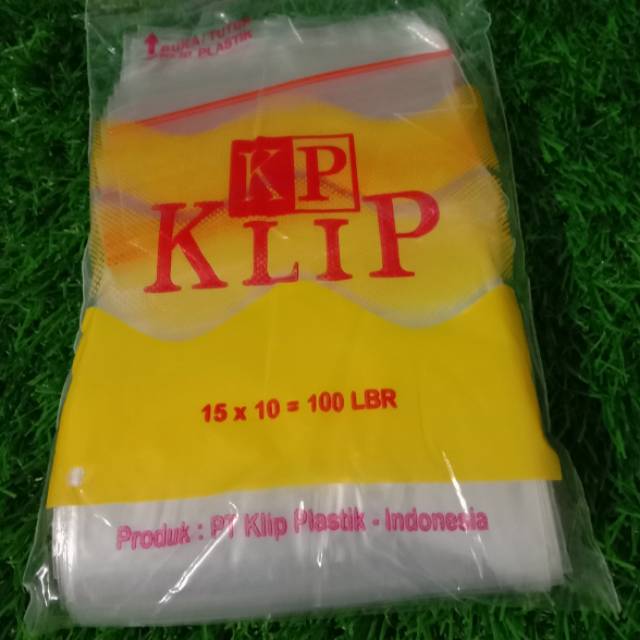 BUKA / TUTUP
PLASTIK
KP
KLIP
15 x 10 = 100 LBR
Produk : PT Klip Plastik - Indonesia